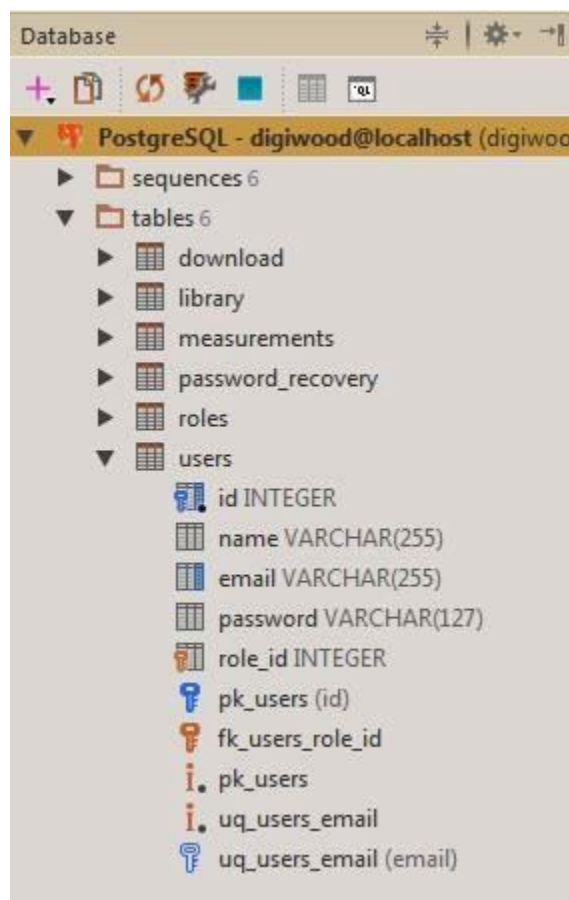 Database
PostgreSQL - digiwood@localhost (digiwoo
sequences 6
tables 6
download
library
measurements
password_recovery
roles
users
id INTEGER
name VARCHAR(255)
email VARCHAR(255)
password VARCHAR(127)
role_id INTEGER
pk_users (id)
fk_users_role_id
pk_users
uq_users_email
uq_users_email (email)